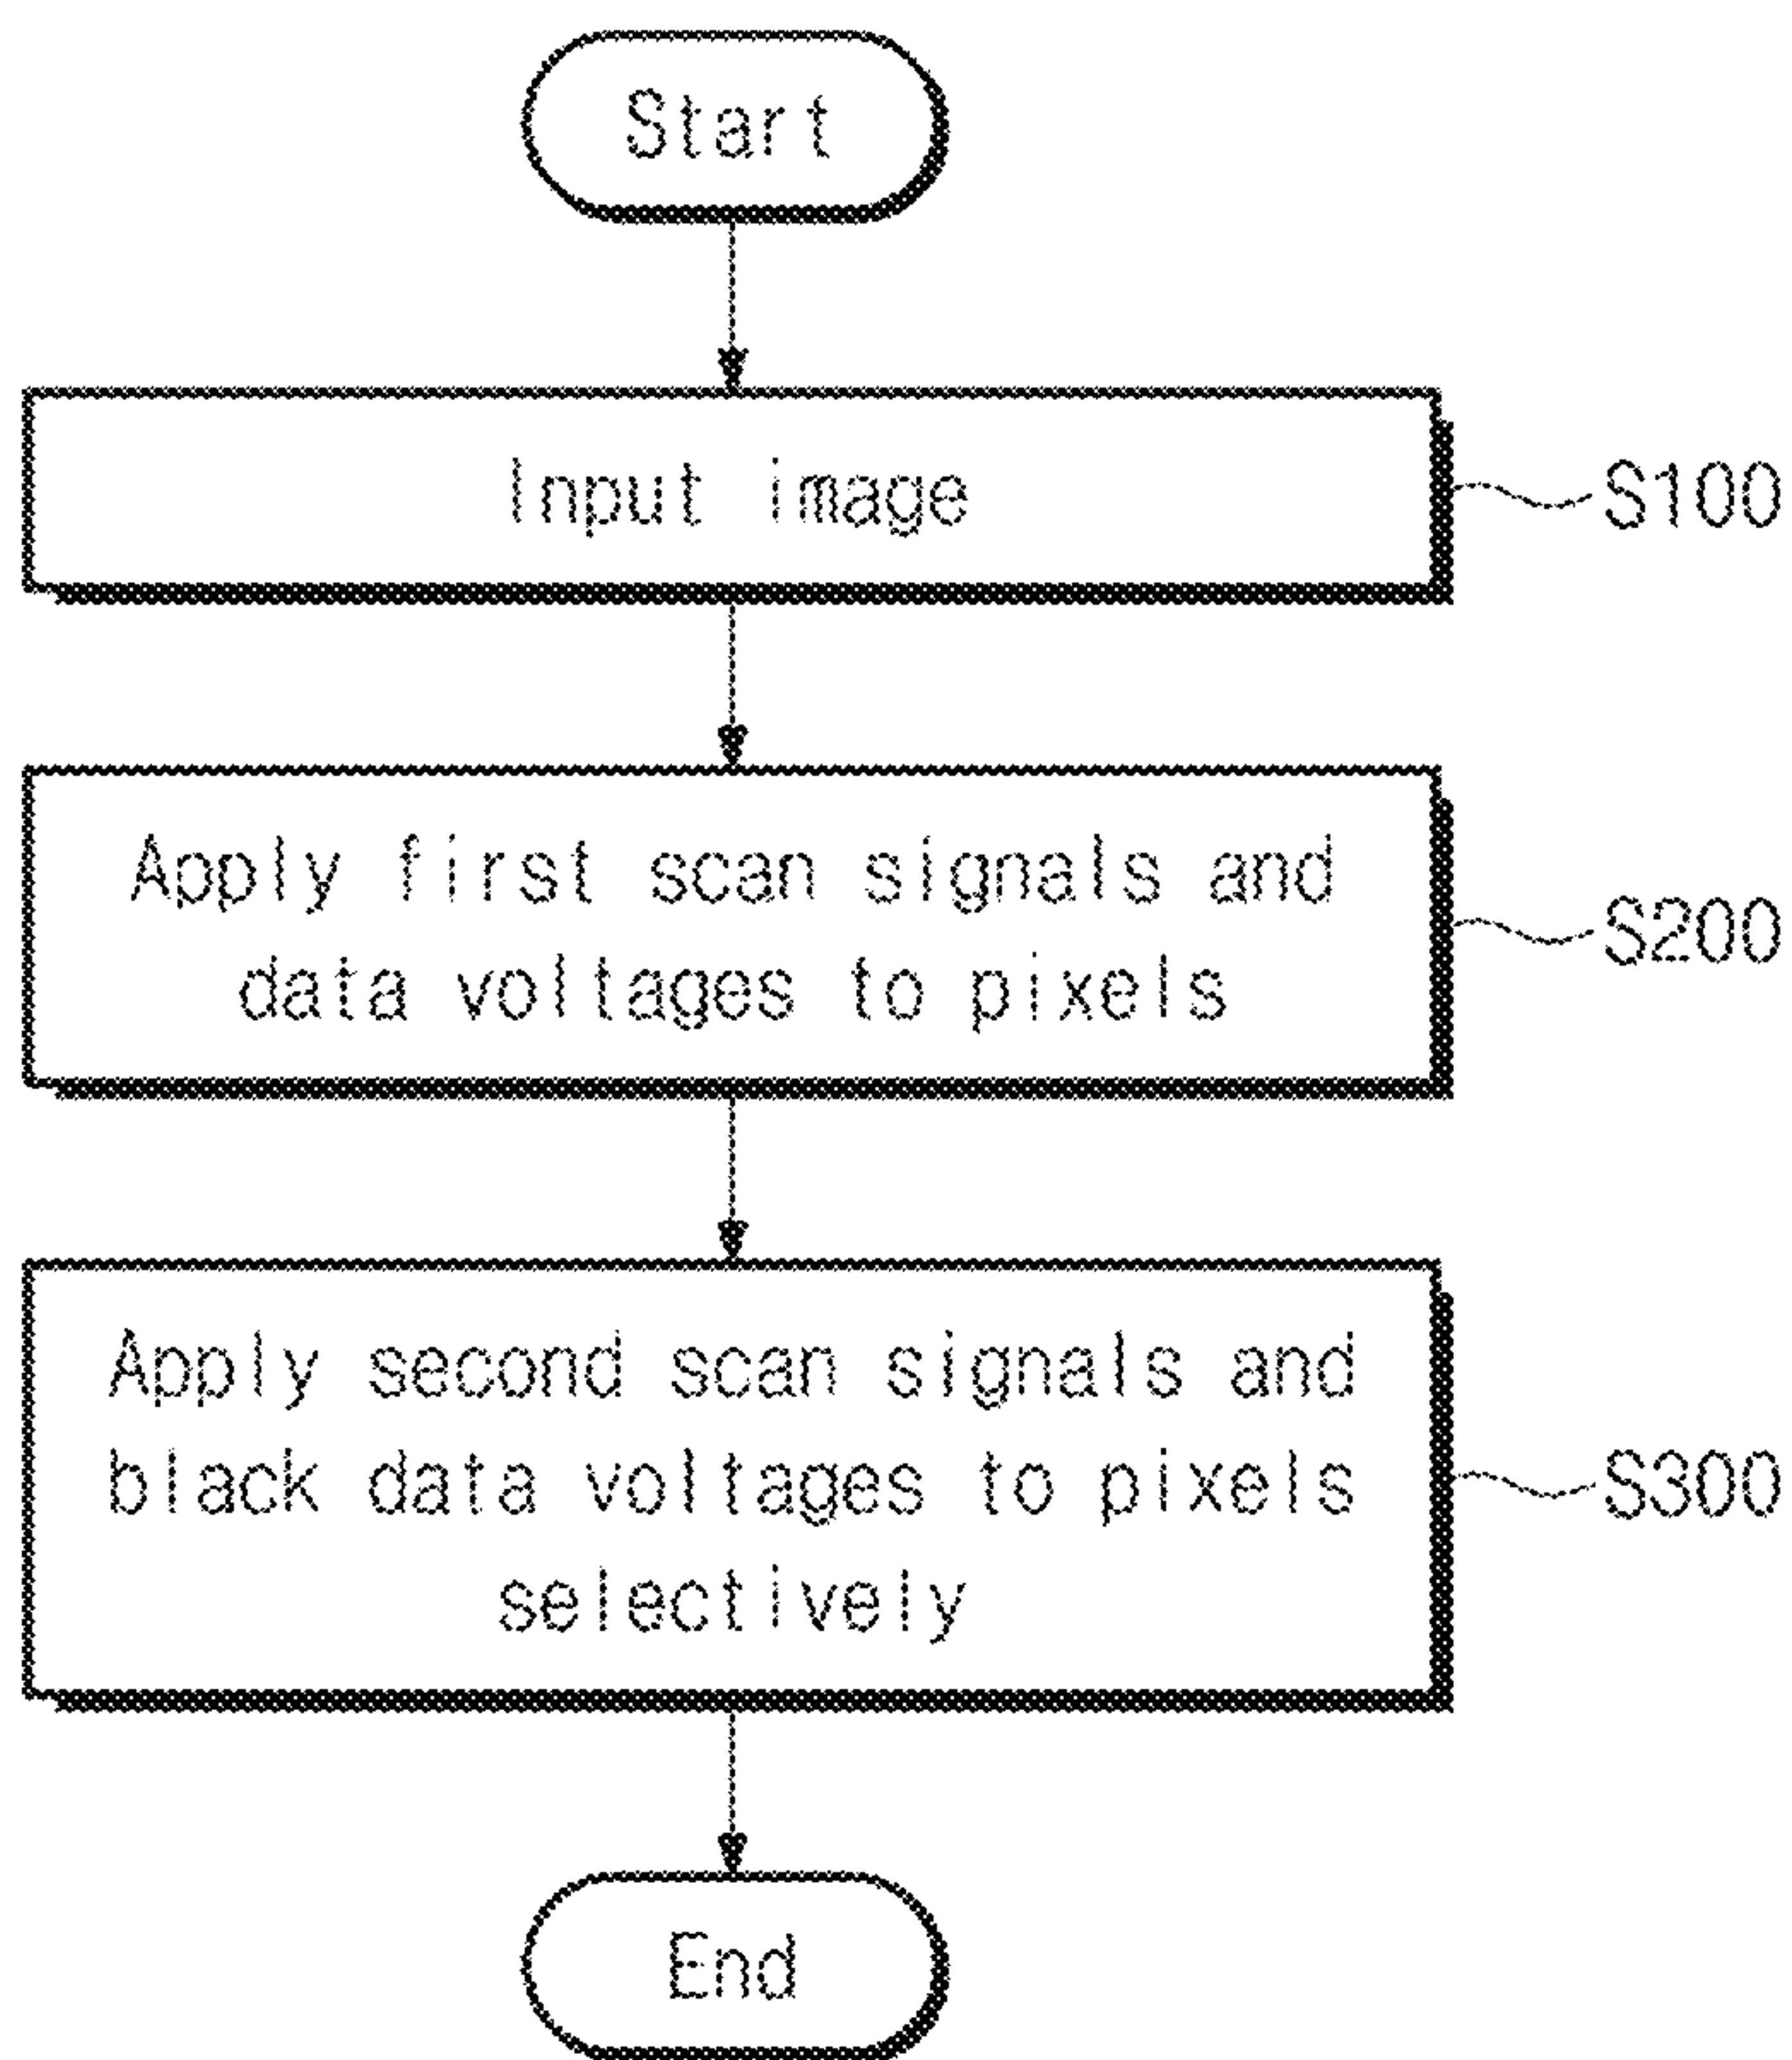 Start
Input image
S100
Apply first scan signals and
data voltages to pixels
S200
Apply second scan signals and
black data voltages to pixels
selectively
S300
End